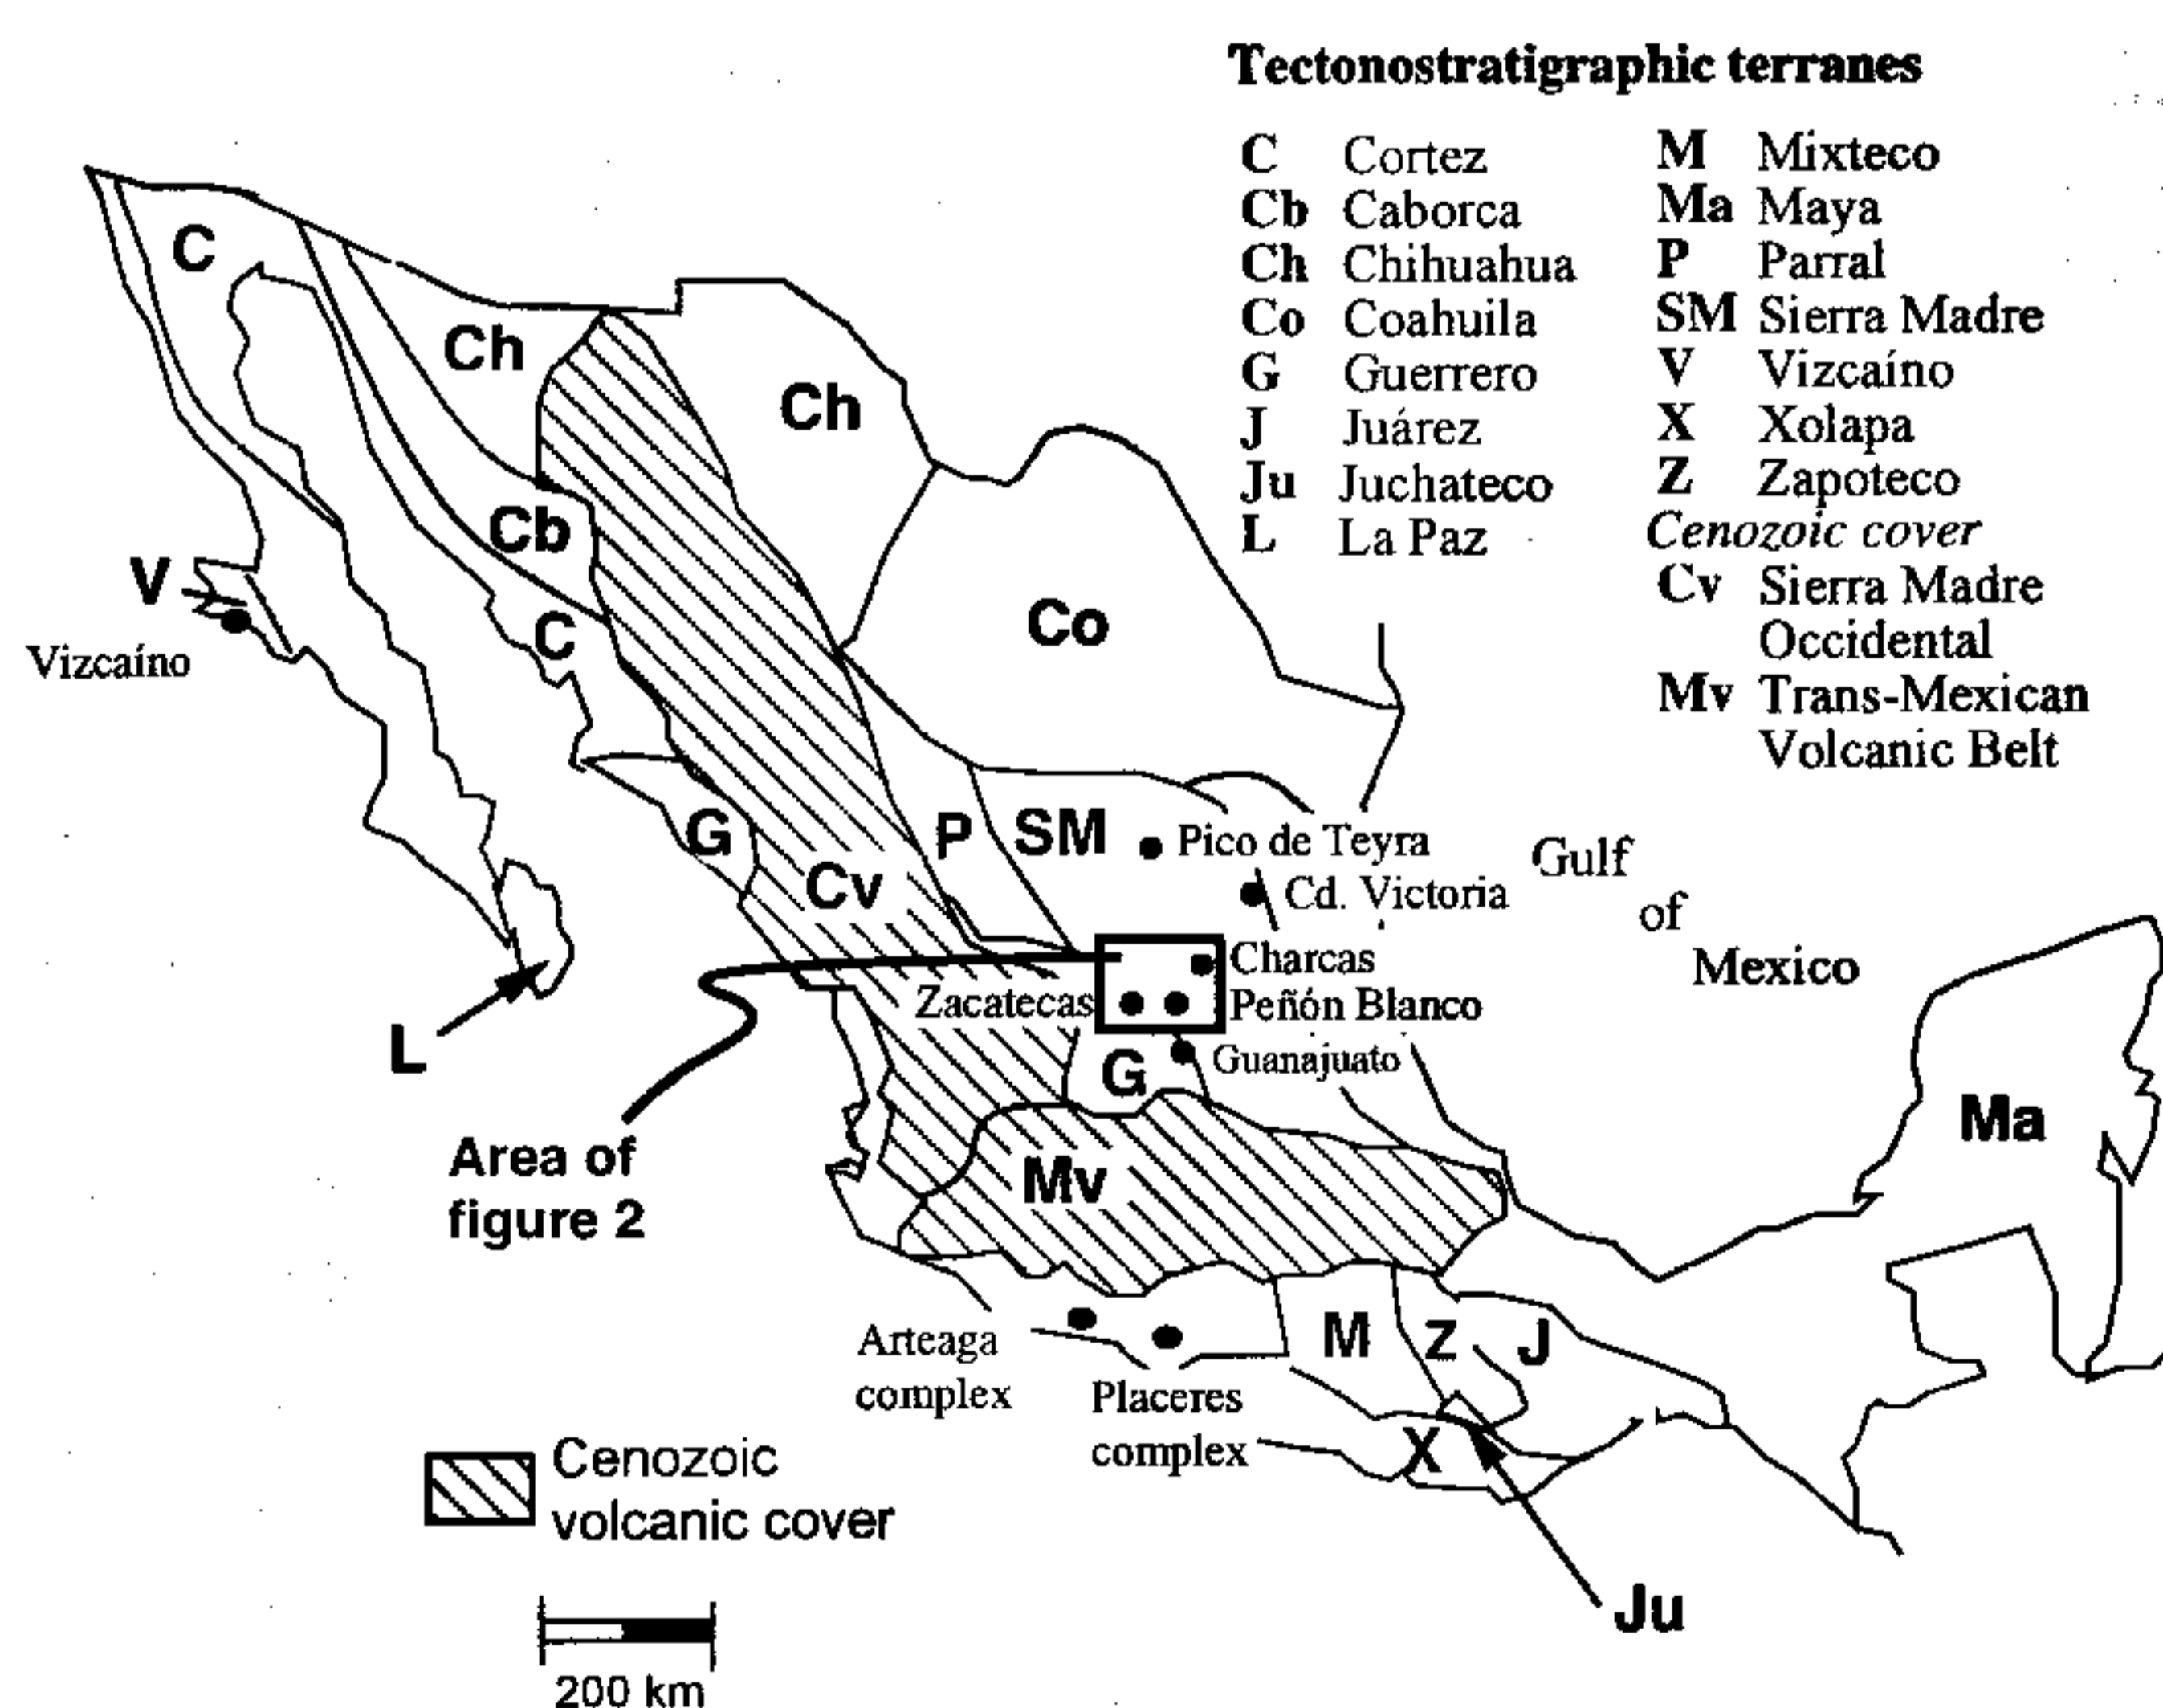 Tectonostratigraphic terranes
C Cortez
Cb Caborca
Ch Chihuahua
Co Coahuila
G Guerrero
J Juárez
Ju Juchateco
L La Paz
M Mixteco
Ma Maya
P Parral
SM Sierra Madre
V Vizcaíno
X Xolapa
Z Zapoteco
Cenozoic cover
Cv Sierra Madre
Occidental
Mv Trans-Mexican
Volcanic Belt
C
Ch
Ch
Cb
V
Vizcaíno
C
Co
G
P
SM
Pico de Teyra
Cv
Cd. Victoria
Gulf
of
Mexico
Charcas
Zacatecas
Peñón Blanco
L
G
Guanajuato
Ma
Area of
figure 2
Mv
Arteaga
complex
Placeres
complex
M
Z
J
X
Ju
Cenozoic
volcanic cover
200 km